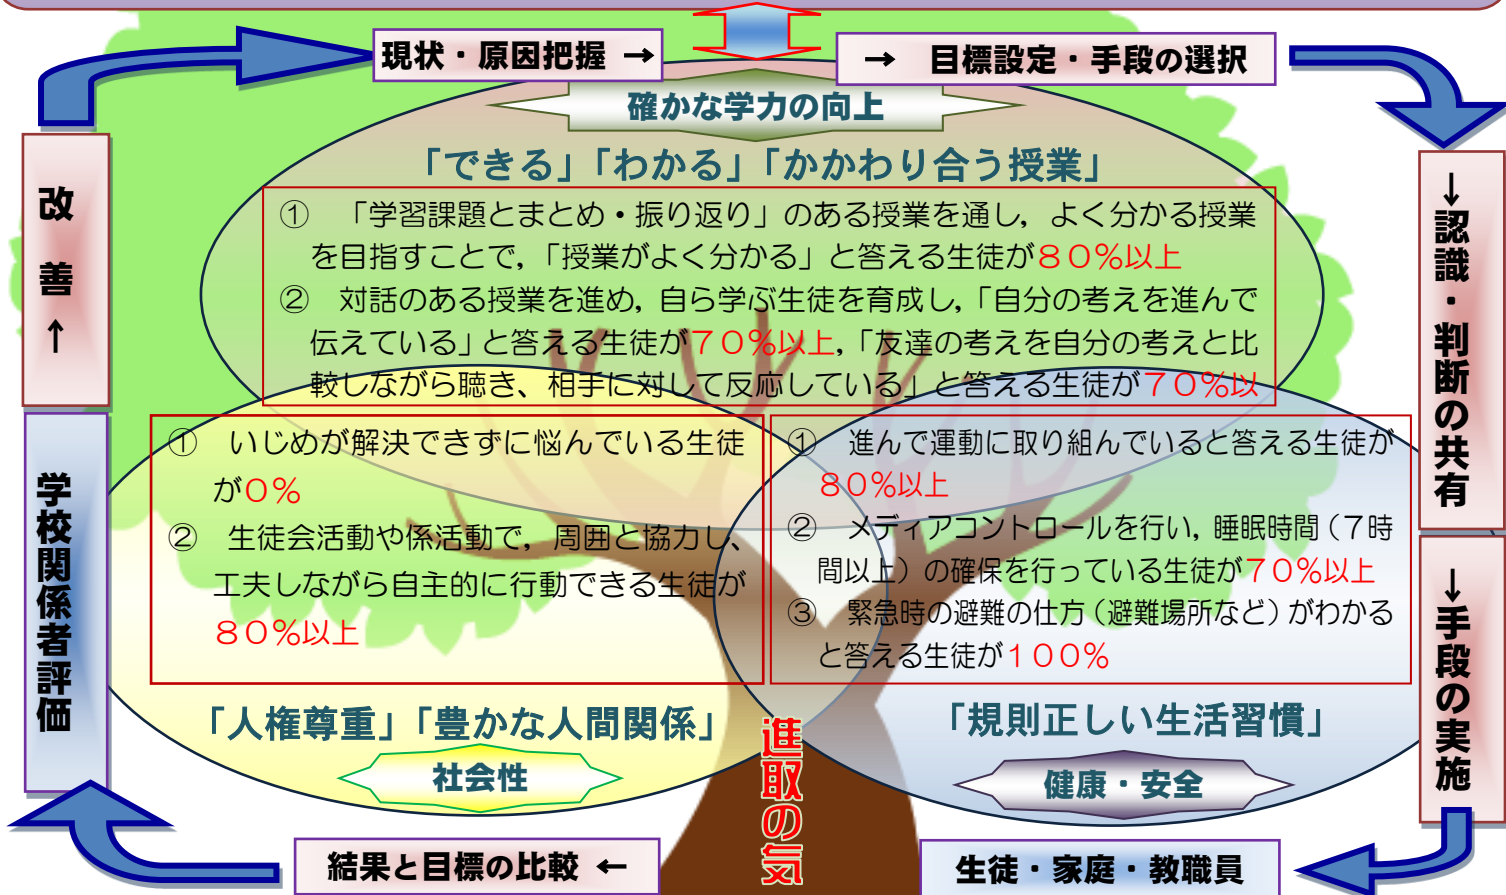 現状・原因把握 →
→ 目標設定・手段の選択
確かな学力の向上
「できる」「わかる」「かかわり合う授業」
① 「学習課題とまとめ・振り返り」のある授業を通し，よく分かる授業
を目指すことで，「授業がよく分かる」と答える生徒が８０％以上
② 対話のある授業を進め，自ら学ぶ生徒を育成し，「自分の考えを進んで
伝えている」と答える生徒が７０％以上，「友達の考えを自分の考えと比
較しながら聴き、相手に対して反応している」と答える生徒が７０％以
① いじめが解決できずに悩んでいる生徒
が０％
② 生徒会活動や係活動で，周囲と協力し、
工夫しながら自主的に行動できる生徒が
８０％以上
「人権尊重」「豊かな人間関係」
社会性
① 進んで運動に取り組んでいると答える生徒が
８０％以上
② メディアコントロールを行い，睡眠時間（７時
間以上）の確保を行っている生徒が７０％以上
③ 緊急時の避難の仕方（避難場所など）がわかる
と答える生徒が１００％
「規則正しい生活習慣」
健康・安全
進取の気
↓認識・判断の共有
↓手段の実施
生徒・家庭・教職員
結果と目標の比較 ←
学校関係者評価
改善↑